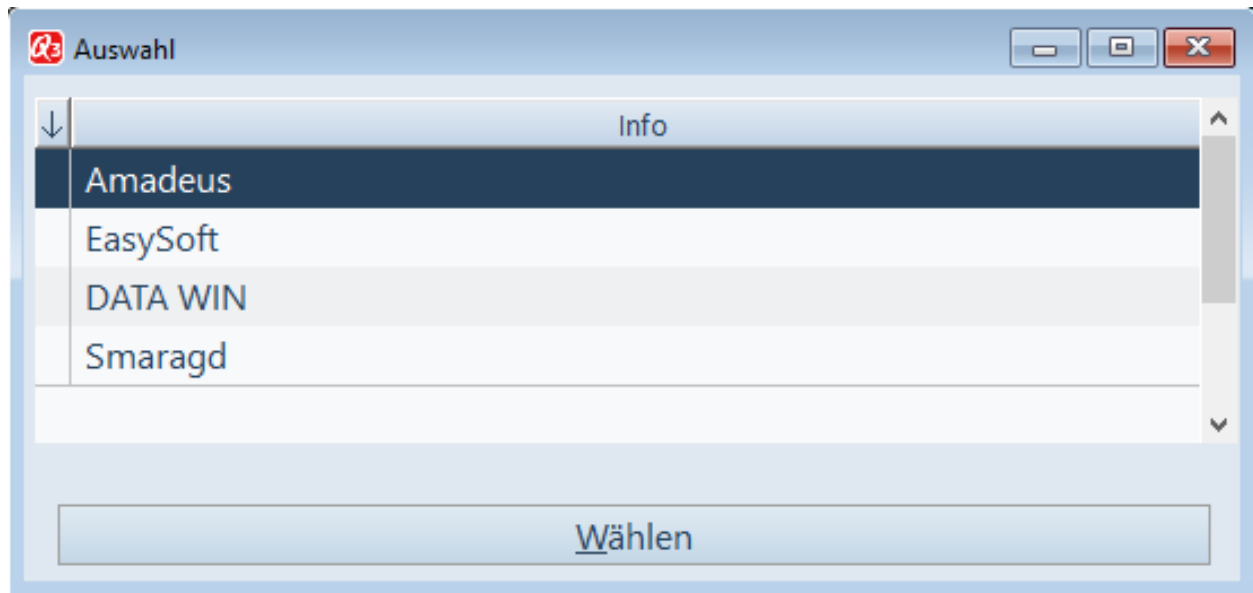 Auswahl
Info
Amadeus
EasySoft
DATA WIN
Smaragd
Wählen